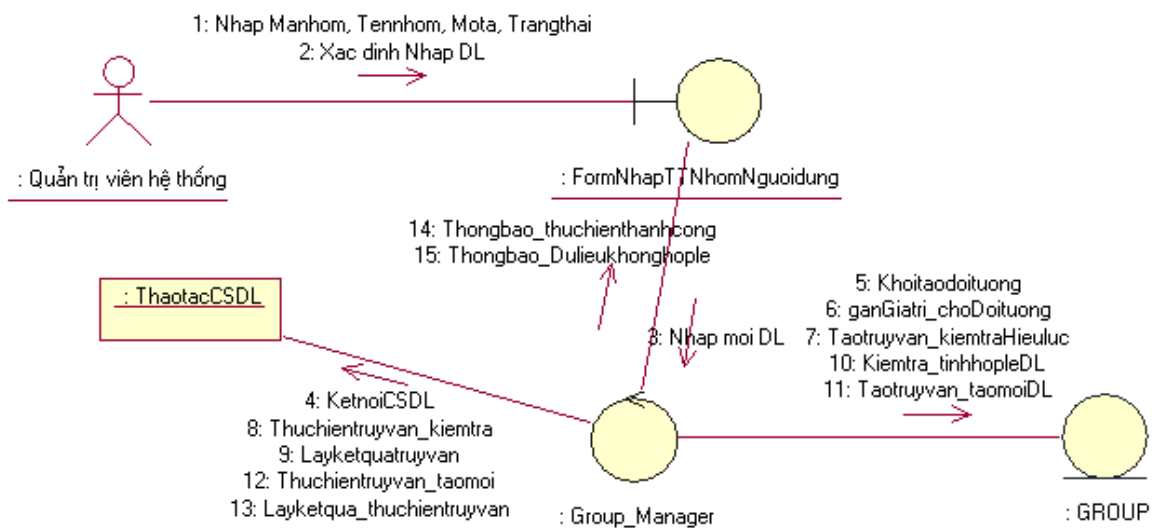 1: Nhap Manhom, Tennhom, Mota, Trangthai
2: Xac dinh Nhap DL
: Quản trị viên hệ thống
: FormNhapTTNhomNguoidung
14: Thongbao_thuchienthanhcong
15: Thongbao_Dulieukhonghople
: ThaotacCSDL
3: Nhap moi DL
5: Khoitaodoituong
6: ganGiatri_choDoituong
7: Taotruyvan_kiemtraHieuluc
10: Kiemtra_tinhhopleDL
11: Taotruyvan_taomoiDL
4: KetnoiCSDL
8: Thuchientruyvan_kiemtra
9: Layketquatruyvan
12: Thuchientruyvan_taomoi
13: Layketqua_thuchientruyvan
: Group_Manager
: GROUP